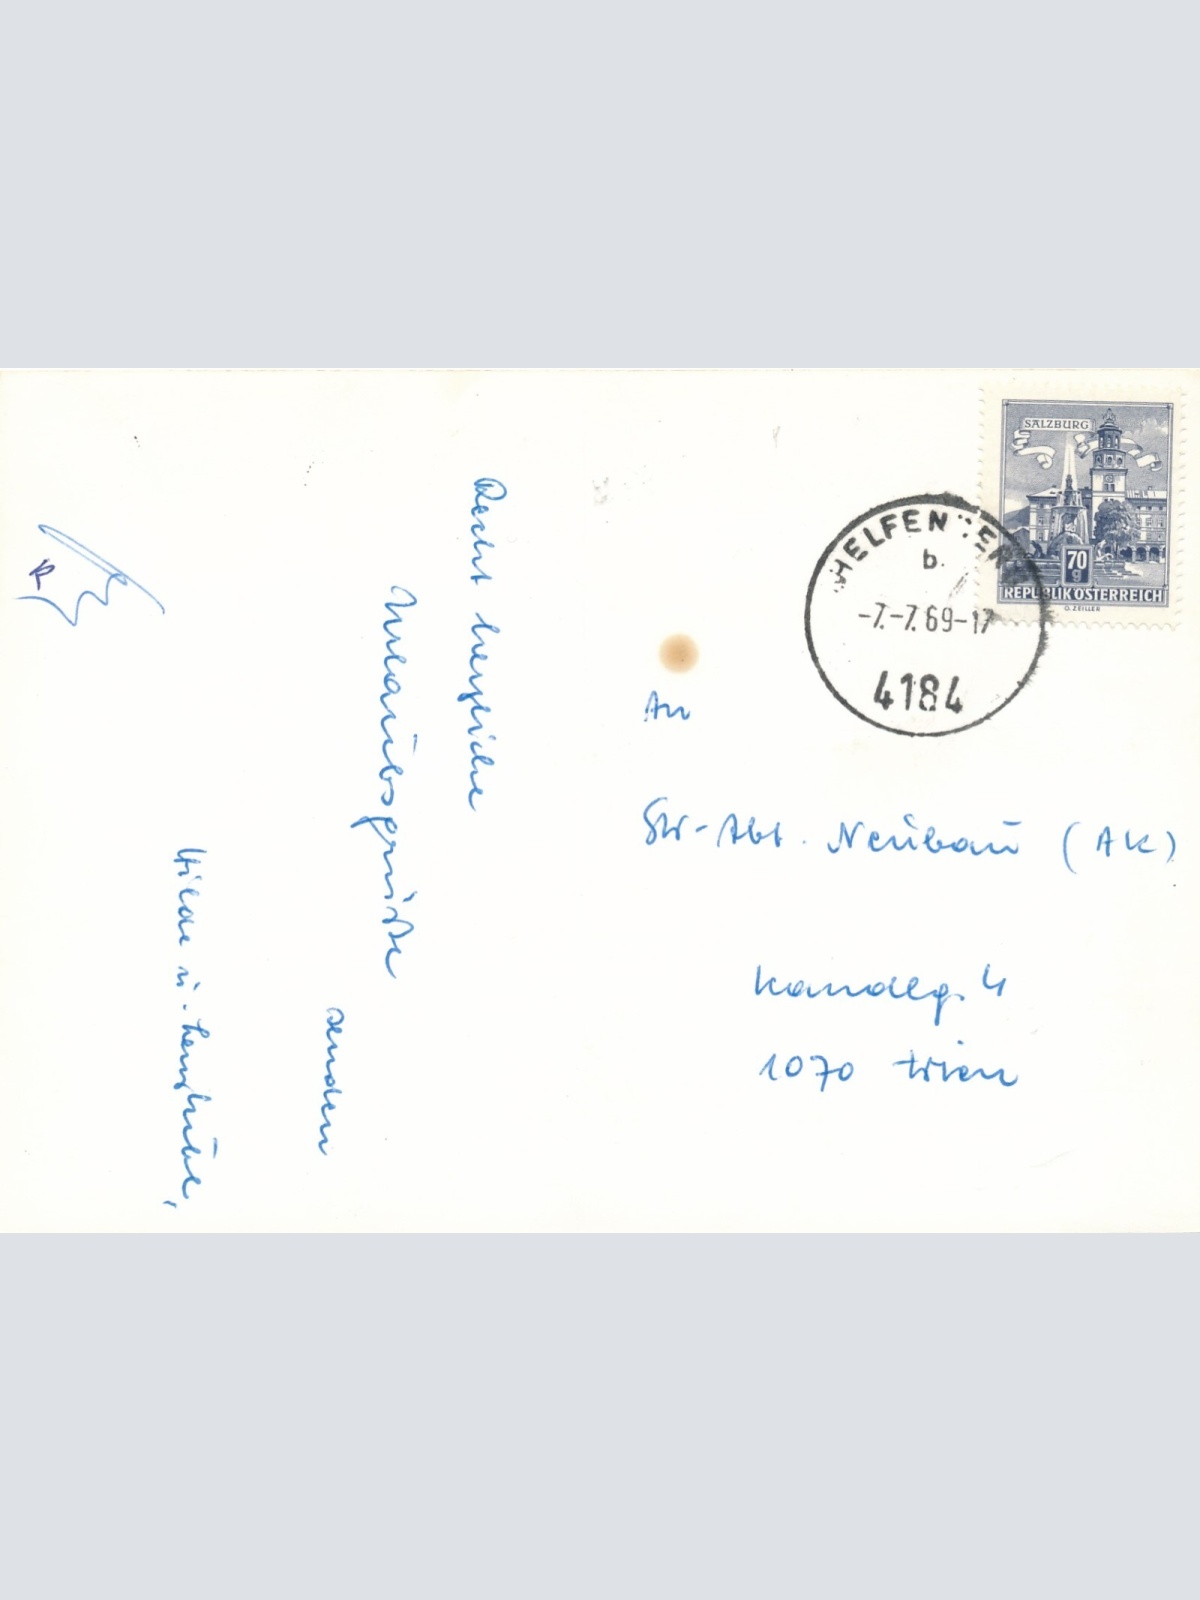 Recht herzliche
Urlaubsgrüße
senden
Hilde u.
SALZBURG
70
g
REPUBLIK ÖSTERREICH
O. ZEILLER
HELFEN
b.
-7.-7.69-17
4184
An
Str-Abt. Neubau (AK)
Kandlg. 4
1070 Wien